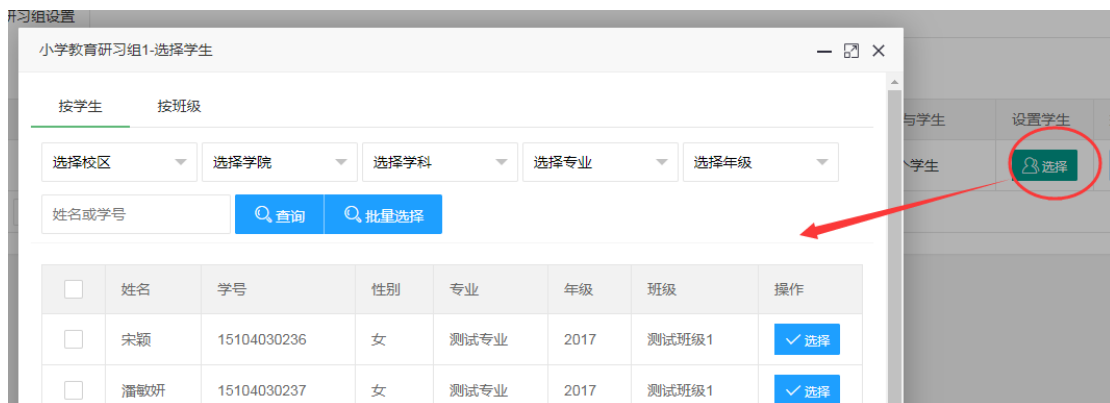 研习组设置
小学教育研习组1-选择学生
按学生 按班级
与学生 设置学生
选择校区 选择学院 选择学科 选择专业 选择年级
个学生 选择
姓名或学号 查询 批量选择
姓名 学号 性别 专业 年级 班级 操作
宋颖 15104030236 女 测试专业 2017 测试班级1 选择
潘敏妍 15104030237 女 测试专业 2017 测试班级1 选择